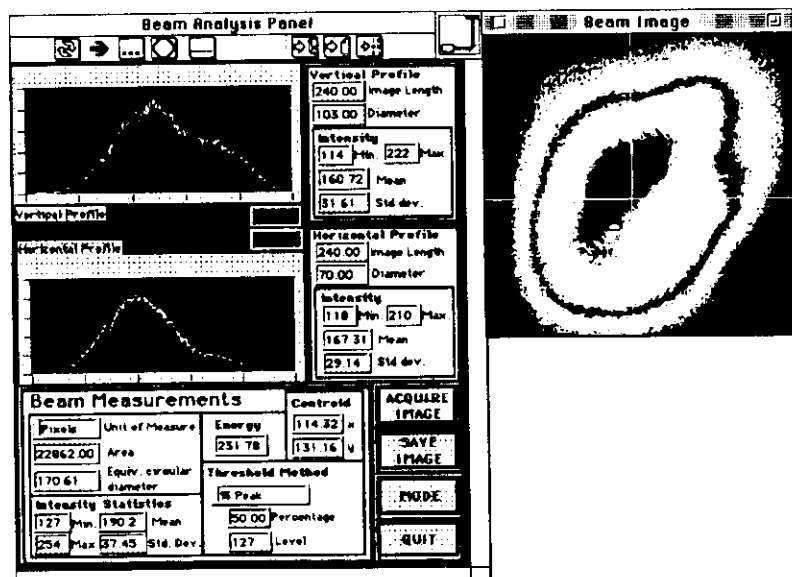 Beam Analysis Panel
Beam Image
Vertical Profile
240.00 Image Length
103.00 Diameter
Intensity
114 Min. 222 Max
160.72 Mean
31.61 Std dev.
Vertical Profile
Horizontal Profile
Horizontal Profile
240.00 Image Length
70.00 Diameter
Intensity
118 Min. 210 Max.
167.31 Mean
29.14 Std dev.
Beam Measurements
Pixels Unit of Measure
22862.00 Area
170.61 Equiv. circular diameter
Intensity Statistics
127 Min. 190.2 Mean
254 Max 37.45 Std. Dev.
Energy
231.78
Centroid
114.32 x
131.16 y
Threshold Method
% Peak
50.00 Percentage
127 Level
ACQUIRE
IMAGE
SAVE
IMAGE
MODE
QUIT